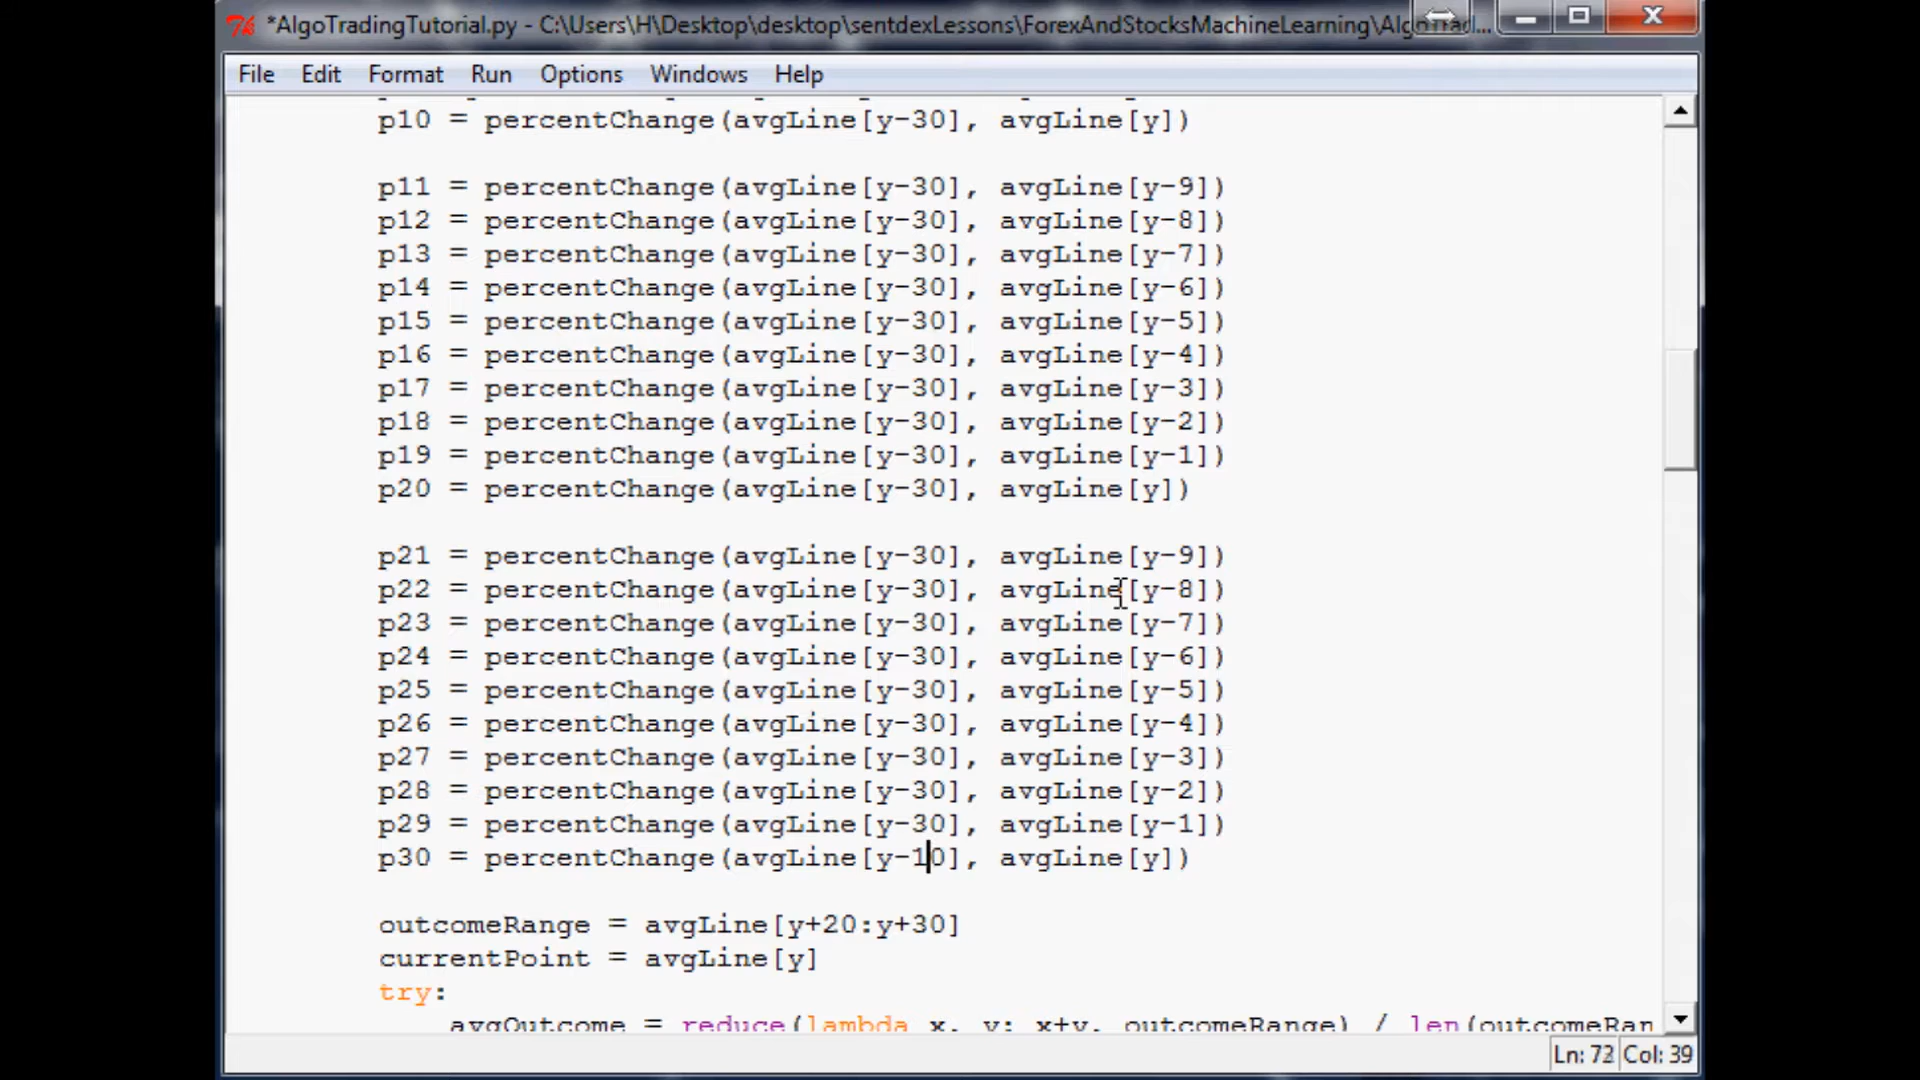 *AlgoTradingTutorial.py - C:\Users\H\Desktop\desktop\sentdexLessons\ForexAndStocksMachineLearning\AlgoTrad...
File Edit Format Run Options Windows Help
p10 = percentChange(avgLine[y-30], avgLine[y])
p11 = percentChange(avgLine[y-30], avgLine[y-9])
p12 = percentChange(avgLine[y-30], avgLine[y-8])
p13 = percentChange(avgLine[y-30], avgLine[y-7])
p14 = percentChange(avgLine[y-30], avgLine[y-6])
p15 = percentChange(avgLine[y-30], avgLine[y-5])
p16 = percentChange(avgLine[y-30], avgLine[y-4])
p17 = percentChange(avgLine[y-30], avgLine[y-3])
p18 = percentChange(avgLine[y-30], avgLine[y-2])
p19 = percentChange(avgLine[y-30], avgLine[y-1])
p20 = percentChange(avgLine[y-30], avgLine[y])
p21 = percentChange(avgLine[y-30], avgLine[y-9])
p22 = percentChange(avgLine[y-30], avgLine[y-8])
p23 = percentChange(avgLine[y-30], avgLine[y-7])
p24 = percentChange(avgLine[y-30], avgLine[y-6])
p25 = percentChange(avgLine[y-30], avgLine[y-5])
p26 = percentChange(avgLine[y-30], avgLine[y-4])
p27 = percentChange(avgLine[y-30], avgLine[y-3])
p28 = percentChange(avgLine[y-30], avgLine[y-2])
p29 = percentChange(avgLine[y-30], avgLine[y-1])
p30 = percentChange(avgLine[y-10], avgLine[y])
outcomeRange = avgLine[y+20:y+30]
currentPoint = avgLine[y]
try:
avgOutcome = reduce(lambda x, y: x+y, outcomeRange) / len(outcomeRan
Ln: 72 Col: 39